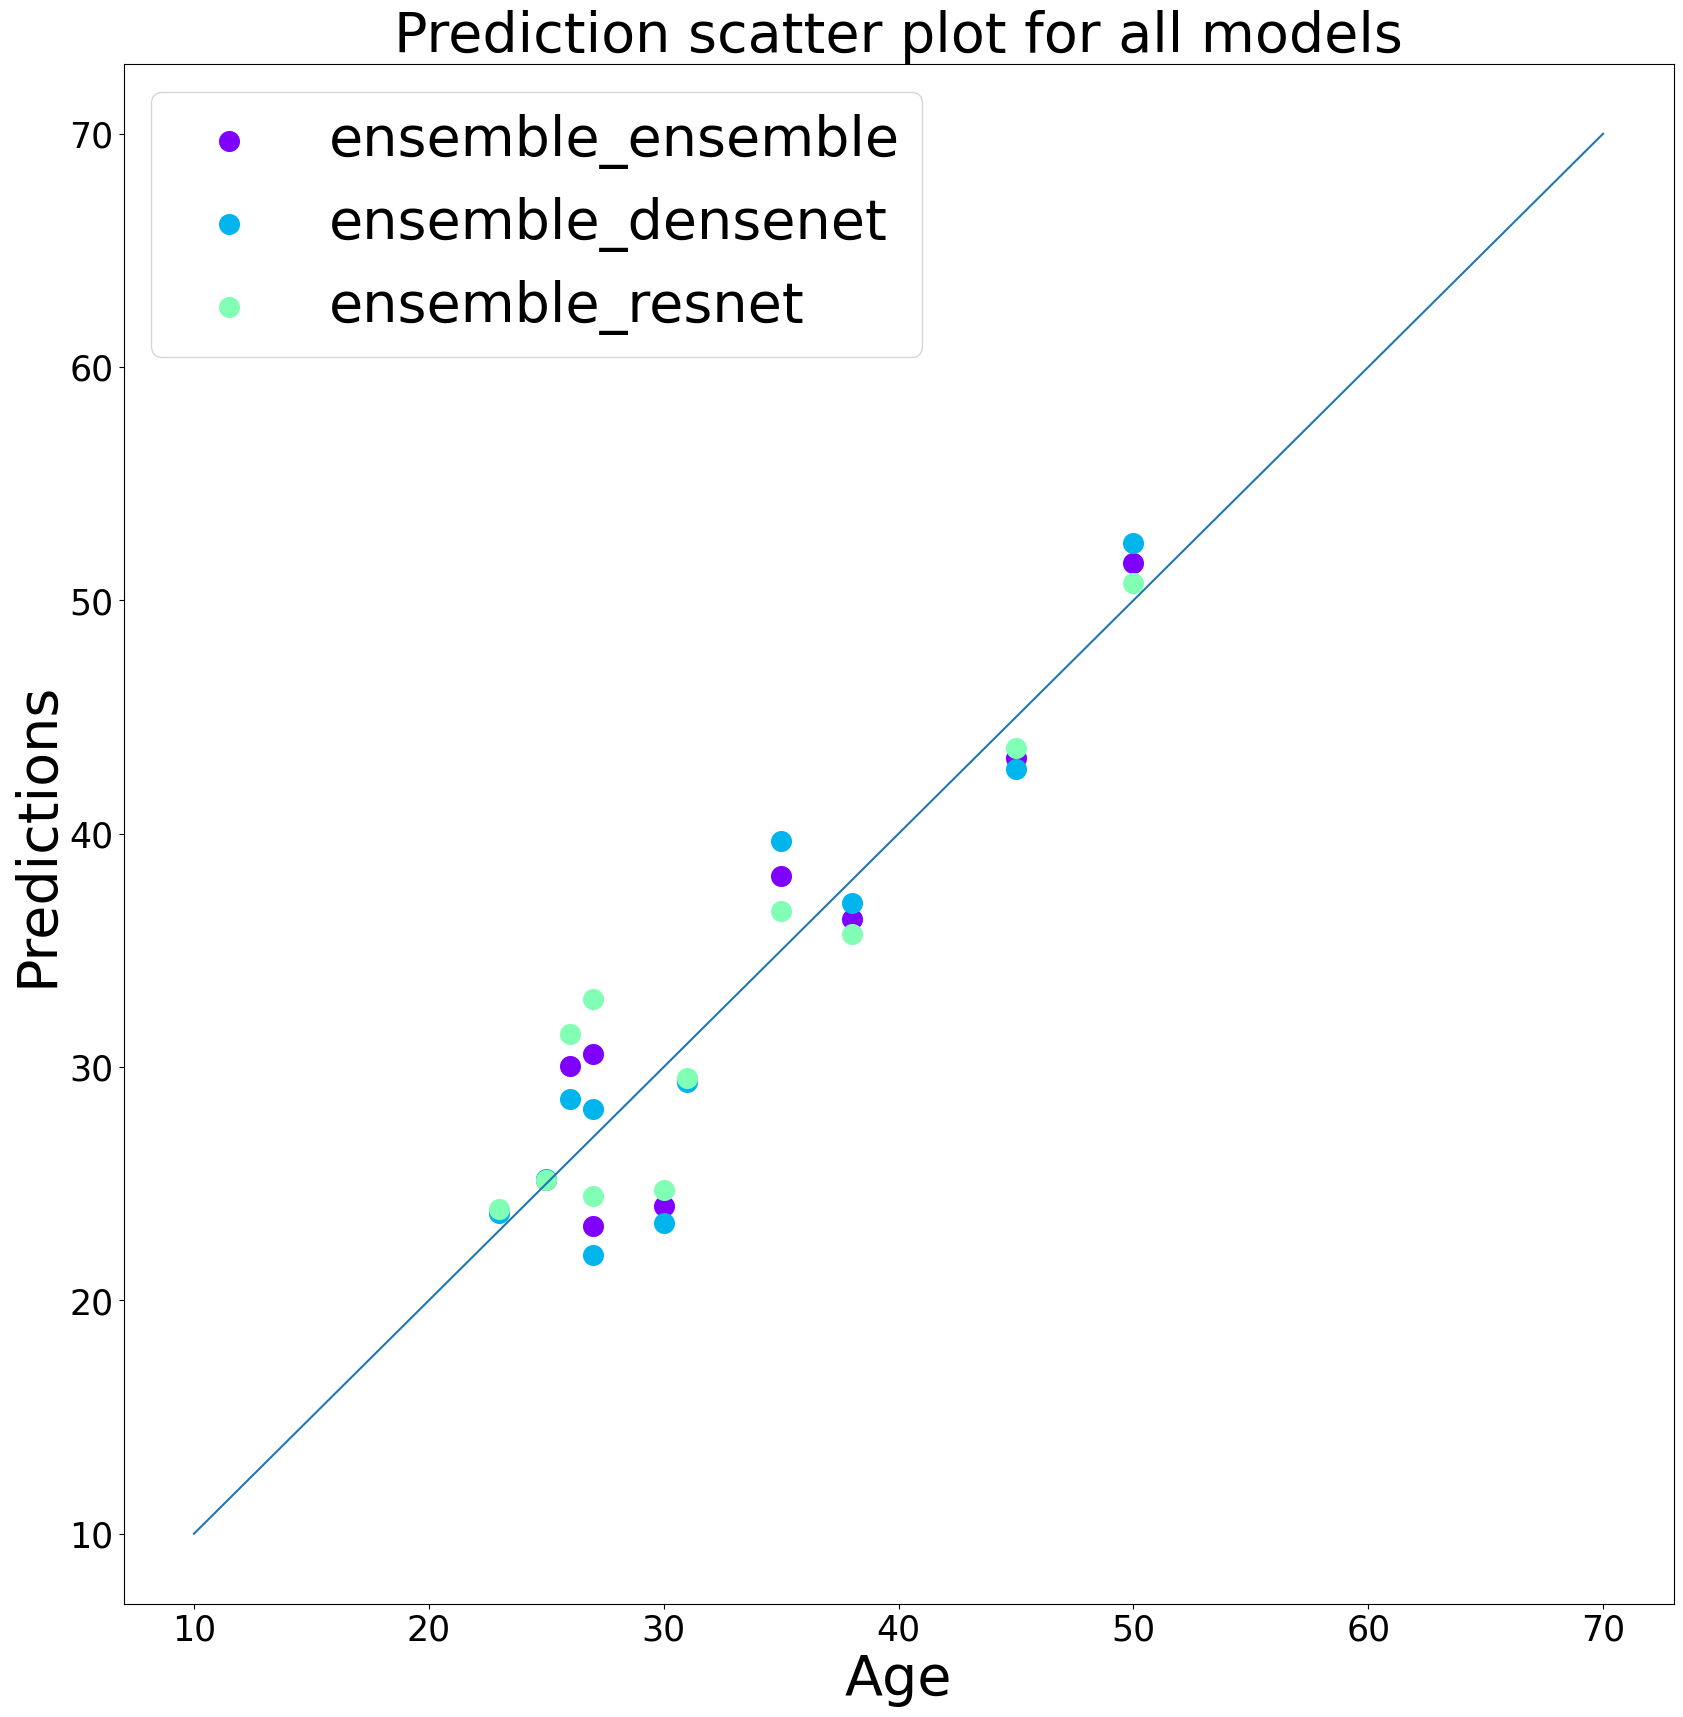 Prediction scatter plot for all models
ensemble_ensemble
ensemble_densenet
ensemble_resnet
70
60
50
40
30
20
10
Predictions
10 20 30 40 50 60 70
Age